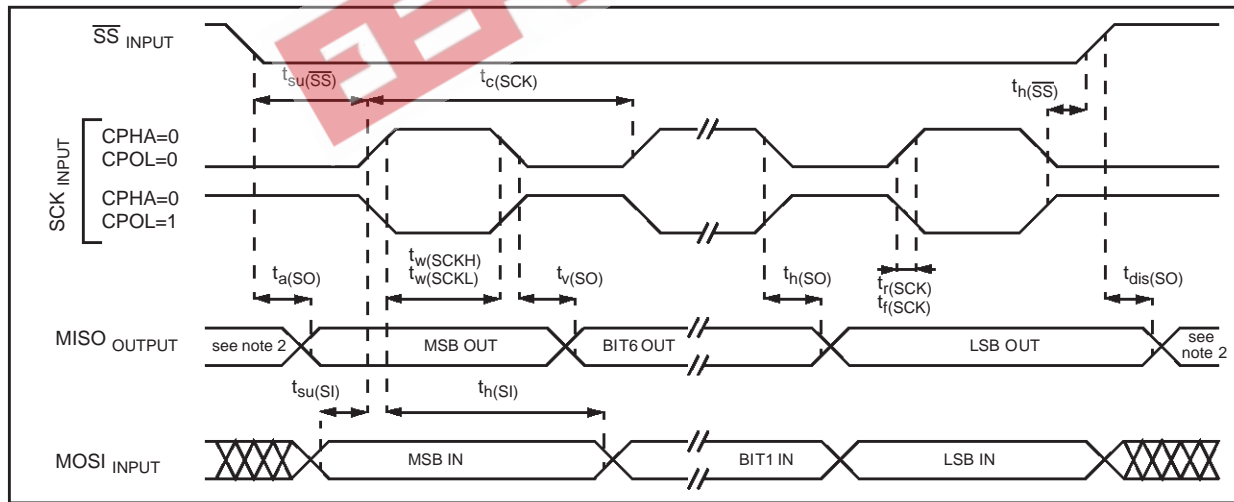 SS INPUT
tsu(SS)
tc(SCK)
th(SS)
SCK INPUT
CPHA=0
CPOL=0
CPHA=0
CPOL=1
ta(SO)
tw(SCKH)
tw(SCKL)
tv(SO)
th(SO)
tr(SCK)
tf(SCK)
tdis(SO)
MISO OUTPUT
see note 2
MSB OUT
BIT6 OUT
LSB OUT
see
note 2
tsu(SI)
th(SI)
MOSI INPUT
MSB IN
BIT1 IN
LSB IN